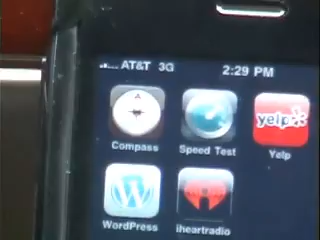 AT&T 3G 2:29 PM
yelp
Compass Speed Test Yelp
W
WordPress iheartradio